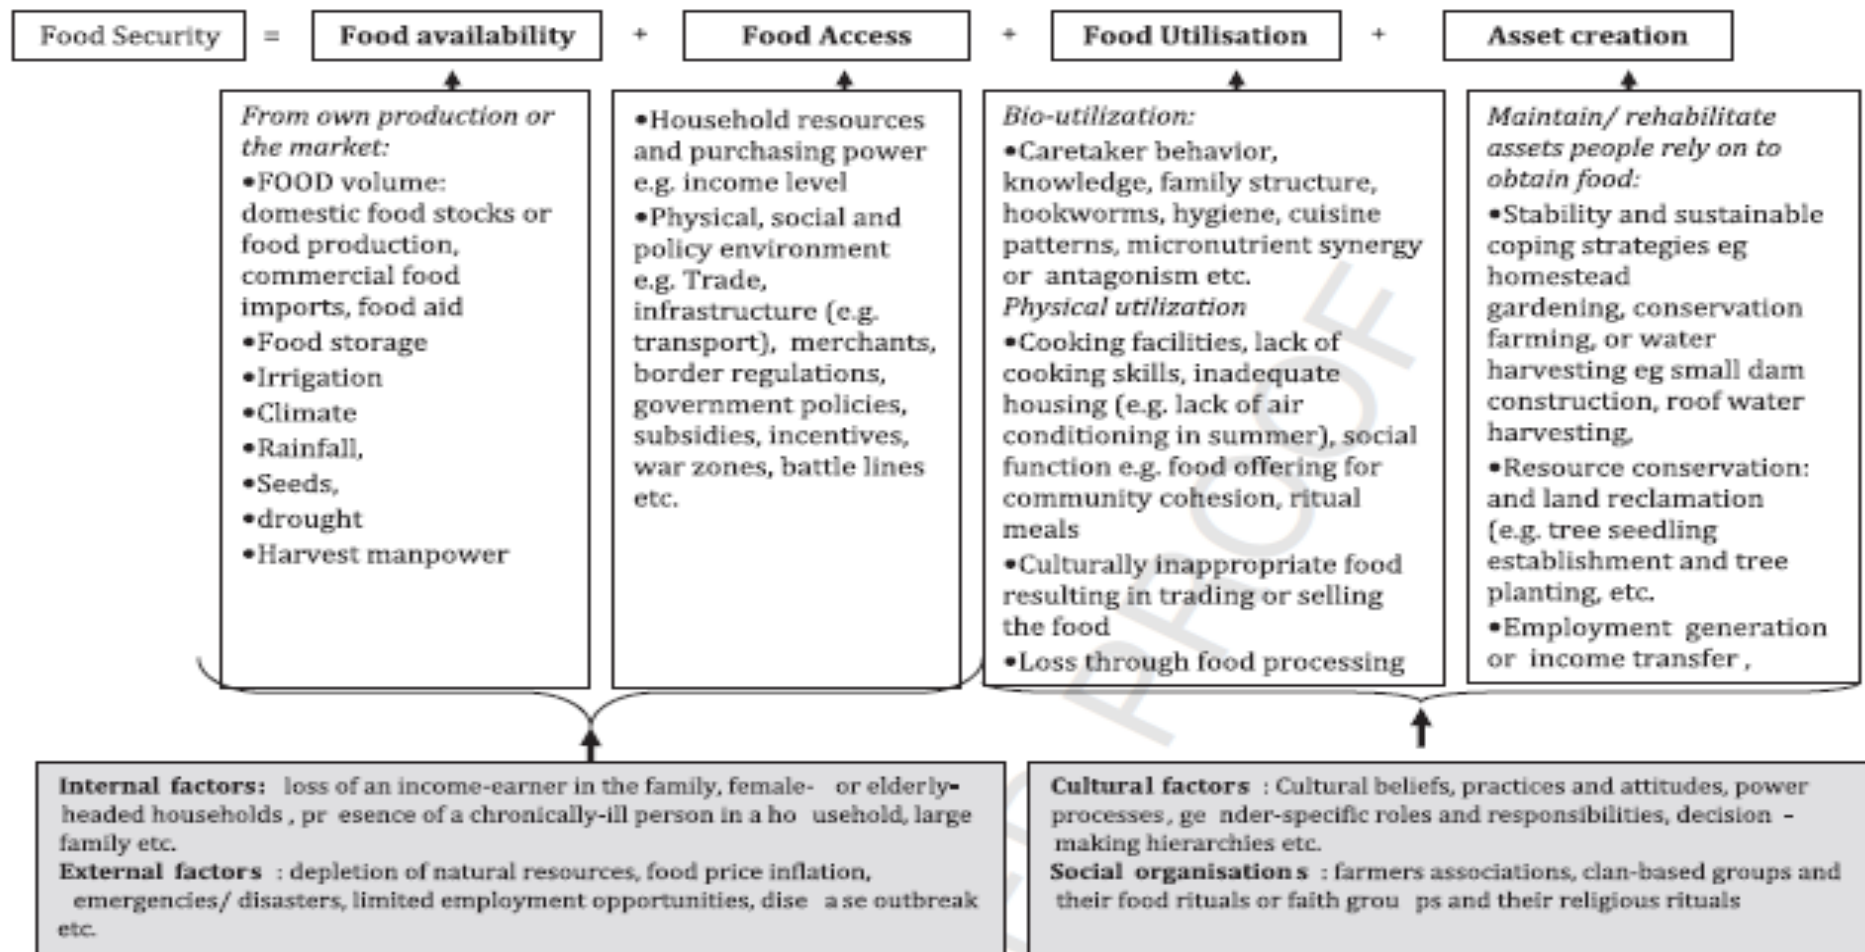 Food Security = Food availability + Food Access + Food Utilisation + Asset creation
From own production or
the market:
•FOOD volume:
domestic food stocks or
food production,
commercial food
imports, food aid
•Food storage
•Irrigation
•Climate
•Rainfall,
•Seeds,
•drought
•Harvest manpower
•Household resources
and purchasing power
e.g. income level
•Physical, social and
policy environment
e.g. Trade,
infrastructure (e.g.
transport), merchants,
border regulations,
government policies,
subsidies, incentives,
war zones, battle lines
etc.
Bio-utilization:
•Caretaker behavior,
knowledge, family structure,
hookworms, hygiene, cuisine
patterns, micronutrient synergy
or antagonism etc.
Physical utilization
•Cooking facilities, lack of
cooking skills, inadequate
housing (e.g. lack of air
conditioning in summer), social
function e.g. food offering for
community cohesion, ritual
meals
•Culturally inappropriate food
resulting in trading or selling
the food
•Loss through food processing
Maintain/ rehabilitate
assets people rely on to
obtain food:
•Stability and sustainable
coping strategies eg
homestead
gardening, conservation
farming, or water
harvesting eg small dam
construction, roof water
harvesting,
•Resource conservation:
and land reclamation
(e.g. tree seedling
establishment and tree
planting, etc.
•Employment generation
or income transfer ,
Internal factors: loss of an income-earner in the family, female- or elderly-
headed households , pr esence of a chronically-ill person in a ho usehold, large
family etc.
External factors : depletion of natural resources, food price inflation,
emergencies/ disasters, limited employment opportunities, dise a se outbreak
etc.
Cultural factors : Cultural beliefs, practices and attitudes, power
processes , ge nder-specific roles and responsibilities, decision -
making hierarchies etc.
Social organisation s : farmers associations, clan-based groups and
their food rituals or faith grou ps and their religious rituals
PROOF